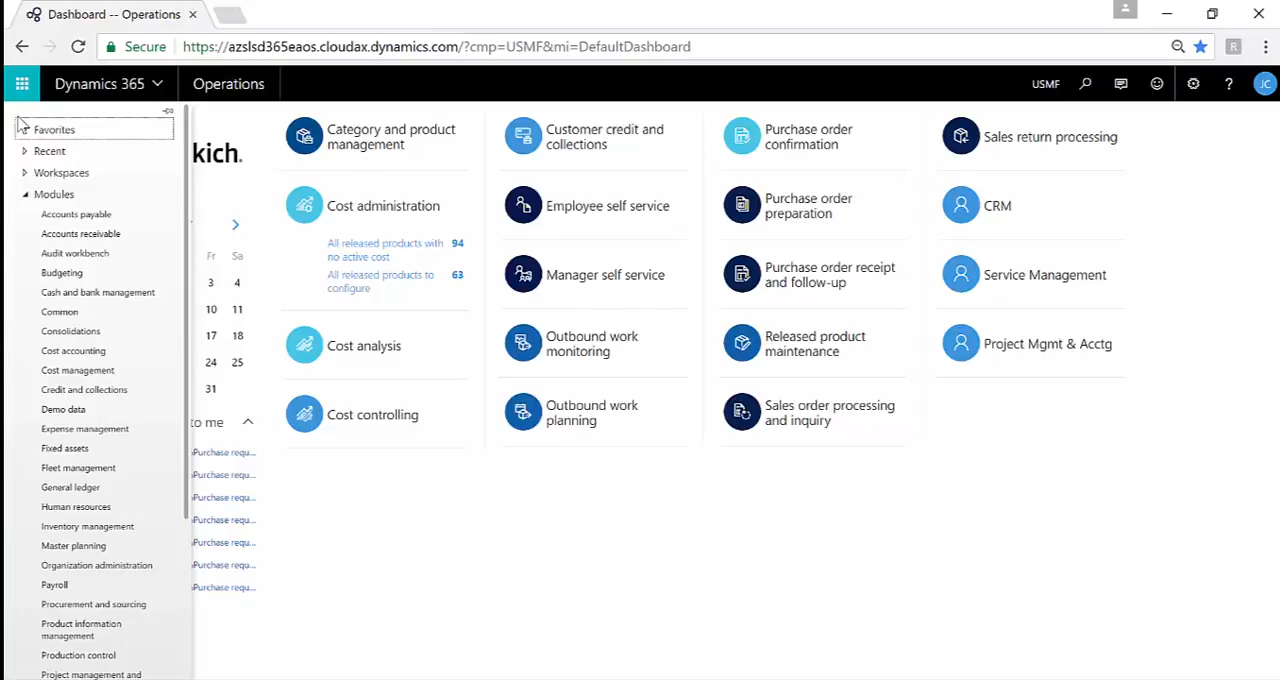 Dashboard -- Operations
Secure
https://azslsd365eaos.cloudax.dynamics.com/?cmp=USMF&mi=DefaultDashboard
R
Dynamics 365
Operations
USMF
?
JC
Favorites
Recent
Workspaces
Modules
Accounts payable
Accounts receivable
Audit workbench
Budgeting
Cash and bank management
Common
Consolidations
Cost accounting
Cost management
Credit and collections
Demo data
Expense management
Fixed assets
Fleet management
General ledger
Human resources
Inventory management
Master planning
Organization administration
Payroll
Procurement and sourcing
Product information
management
Production control
Project management and
kich.
Fr Sa
3 4
10 11
17 18
24 25
31
to me
Purchase requ...
Purchase requ...
Purchase requ...
Purchase requ...
Purchase requ...
Purchase requ...
Purchase requ...
Category and product
management
Cost administration
All released products with 94
no active cost
All released products to 63
configure
Cost analysis
Cost controlling
Customer credit and
collections
Employee self service
Manager self service
Outbound work
monitoring
Outbound work
planning
Purchase order
confirmation
Purchase order
preparation
Purchase order receipt
and follow-up
Released product
maintenance
Sales order processing
and inquiry
Sales return processing
CRM
Service Management
Project Mgmt & Acctg